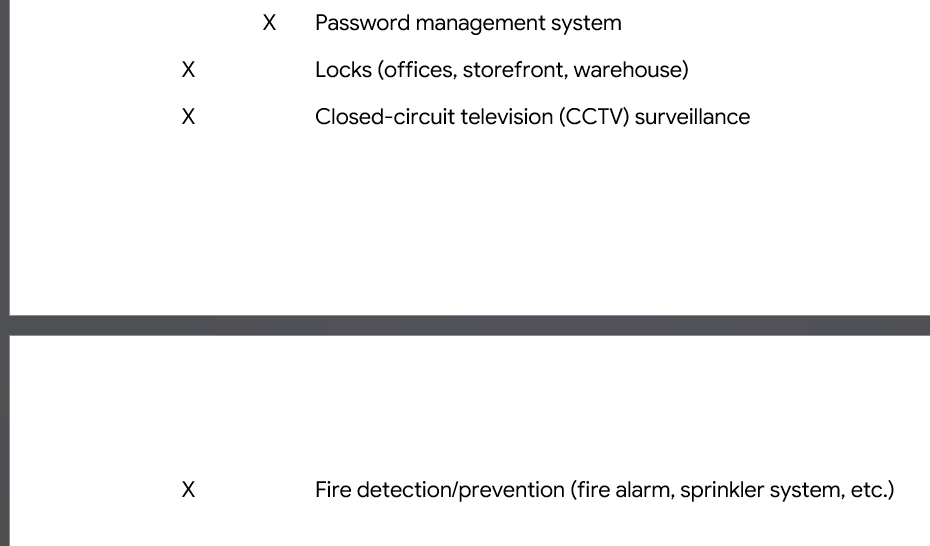 X Password management system
X Locks (offices, storefront, warehouse)
X Closed-circuit television (CCTV) surveillance
X Fire detection/prevention (fire alarm, sprinkler system, etc.)